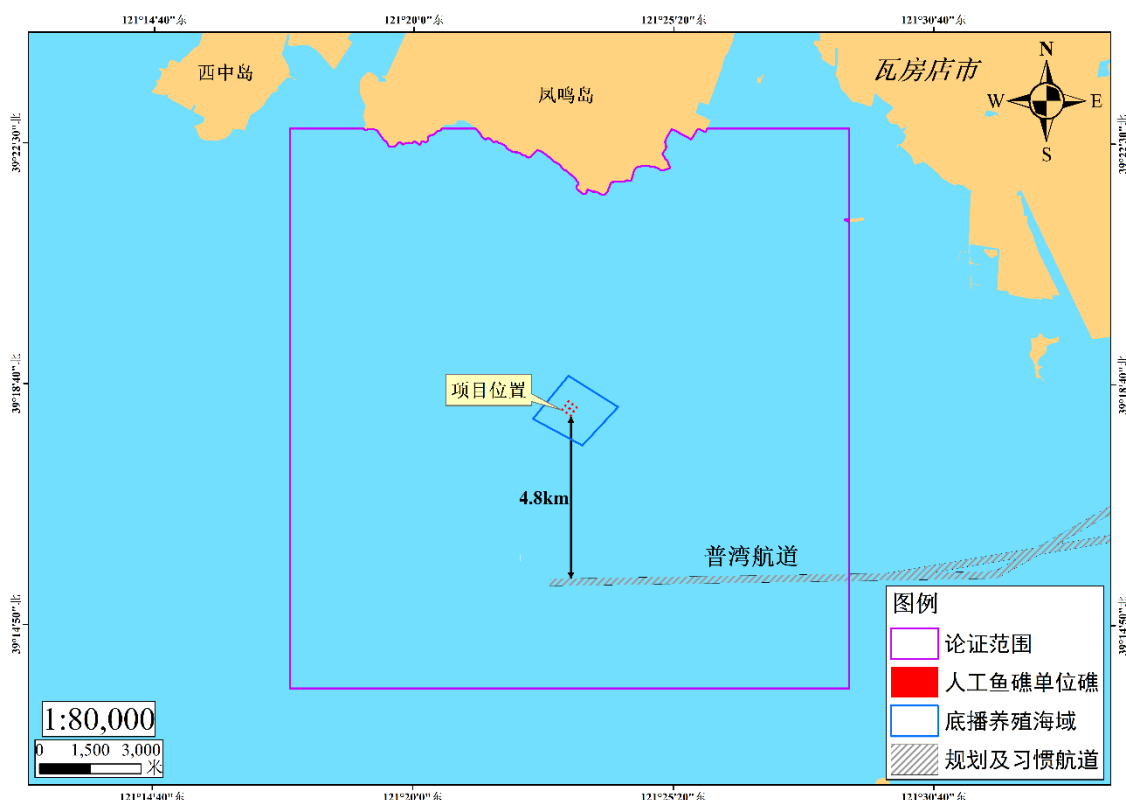 121°14'40"东
121°20'0"东
121°25'20"东
121°30'40"东
西中岛
凤鸣岛
瓦房店市
N
W
E
S
39°22'30"北
39°22'30"北
39°18'40"北
39°18'40"北
项目位置
4.8km
普湾航道
39°14'50"北
39°14'50"北
图例
论证范围
人工鱼礁单位礁
底播养殖海域
规划及习惯航道
1:80,000
0 1,500 3,000
米
121°14'40"东
121°20'0"东
121°25'20"东
121°30'40"东